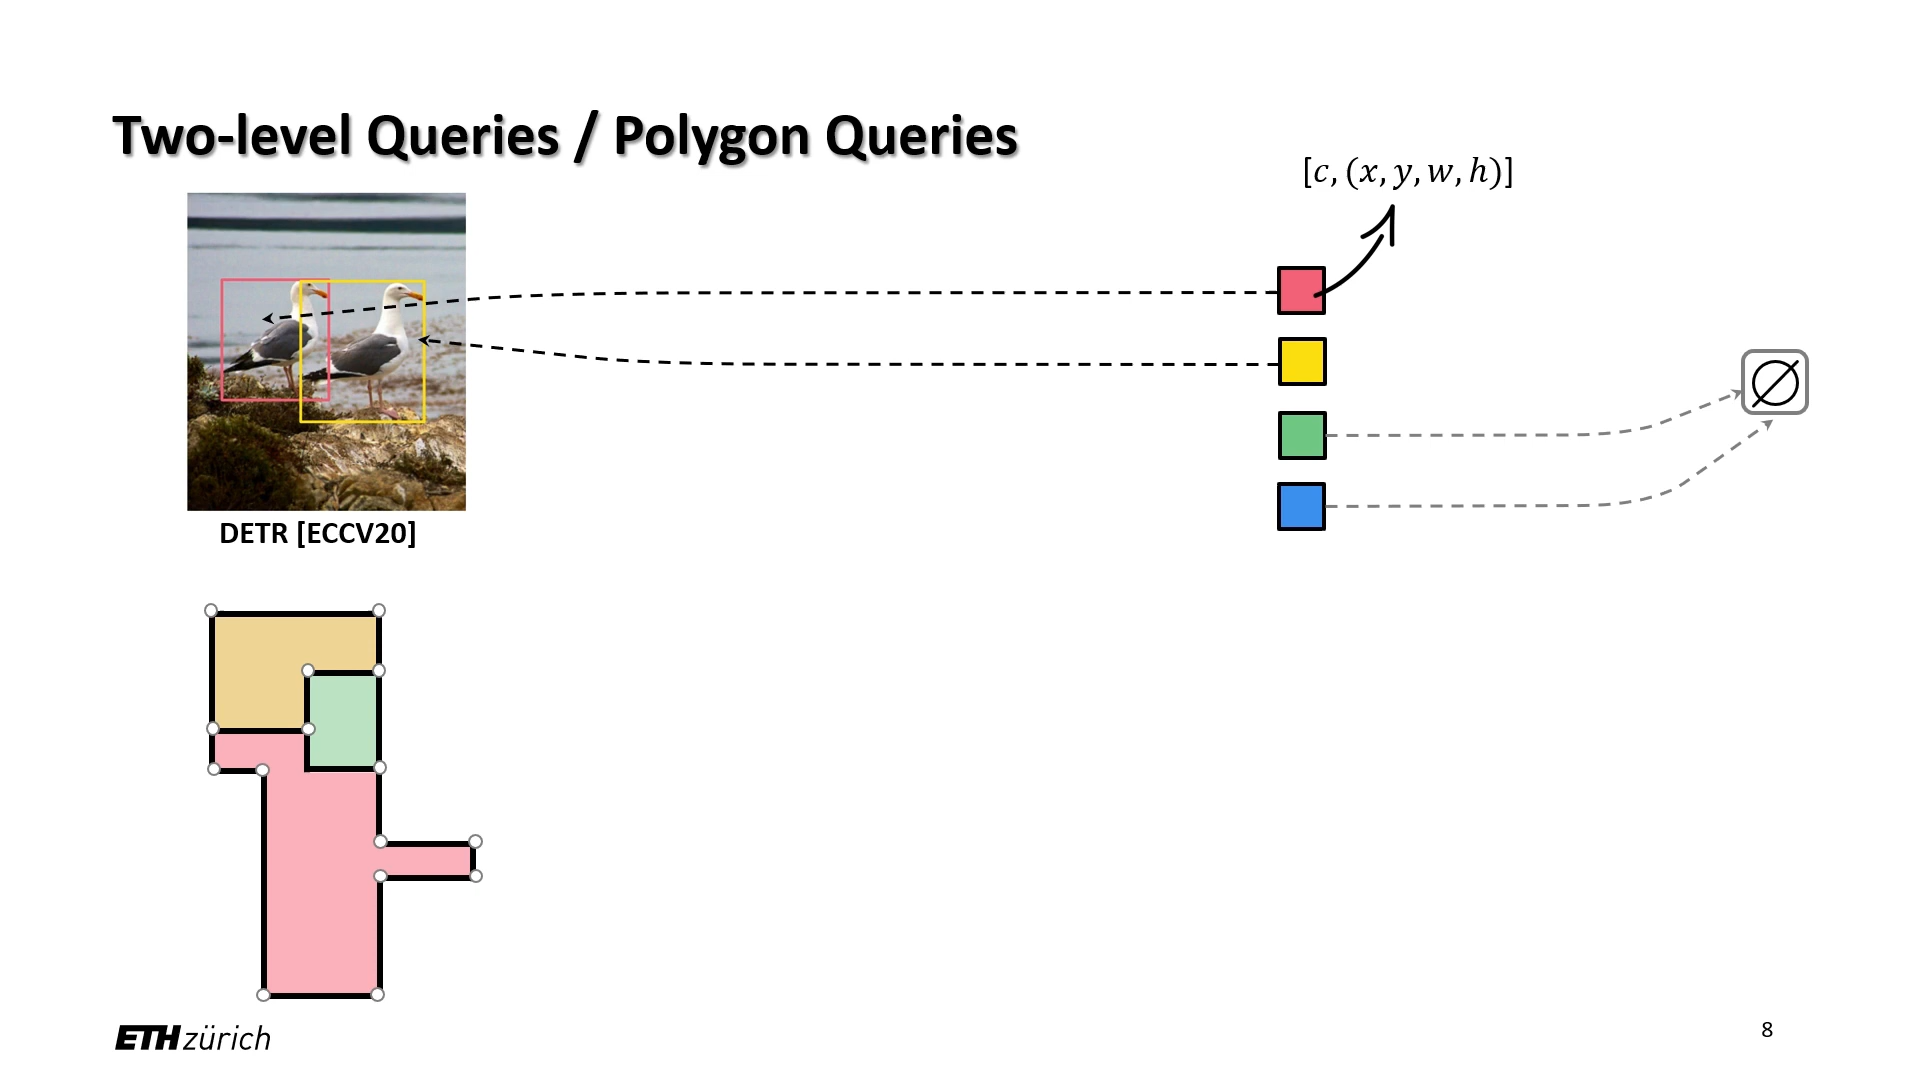 Two-level Queries / Polygon Queries
[c, (x, y, w, h)]
∅
DETR [ECCV20]
ETH zürich
8